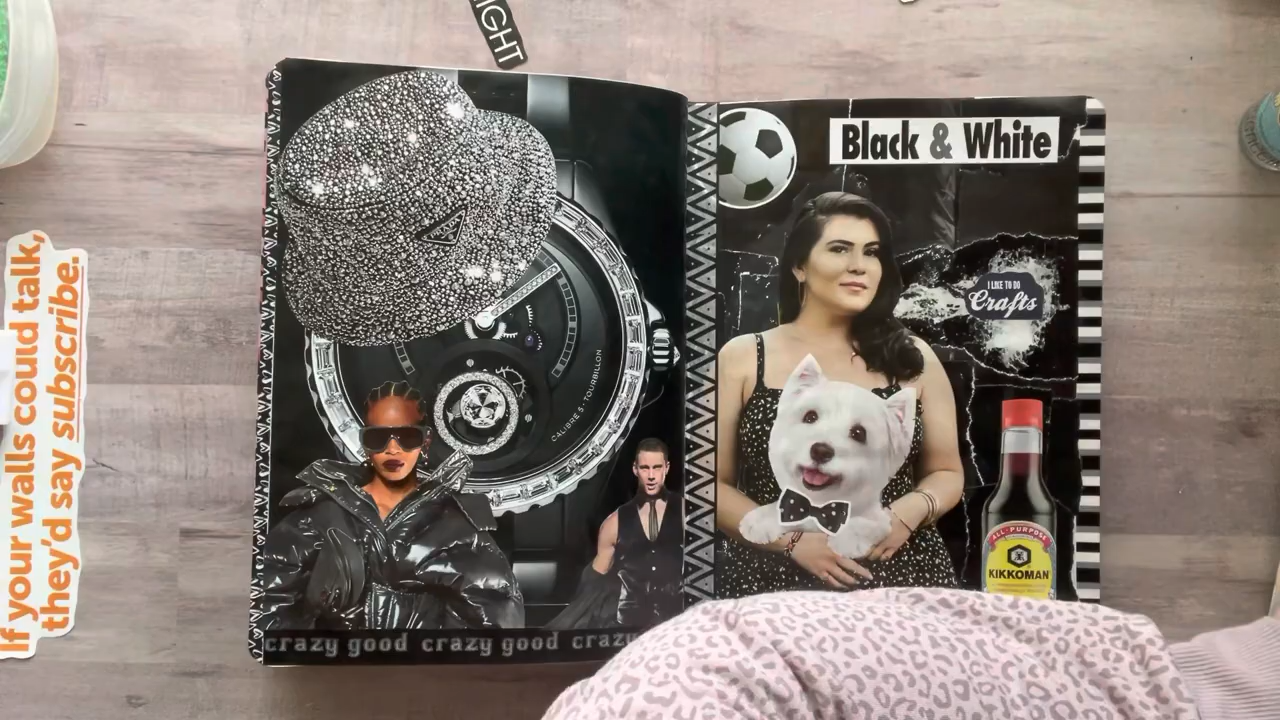 IGHT
If your walls could talk,
they'd say subscribe.
CALIBRE 5 : TOURBILLON
crazy good crazy good crazy
Black & White
I LIKE TO DO
Crafts
ALL-PURPOSE
KIKKOMAN